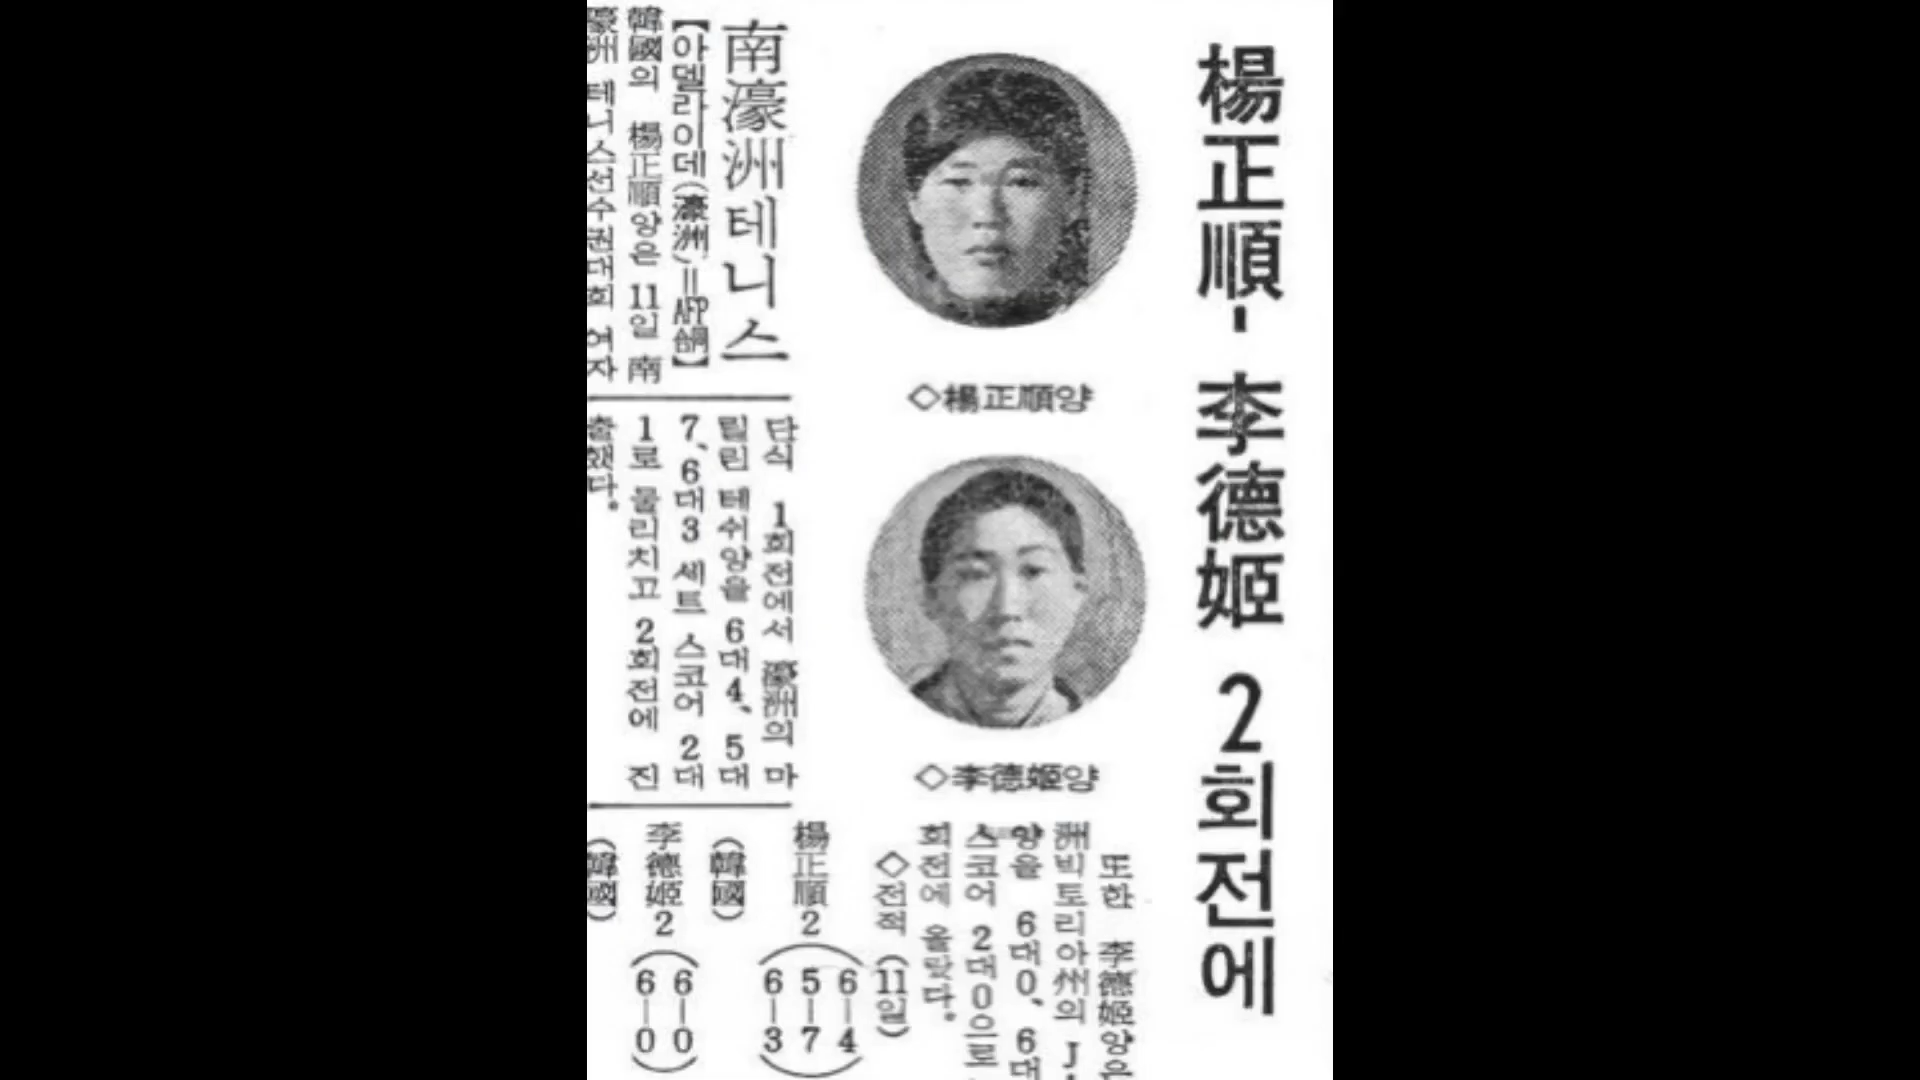 楊正順- 李德姬 2회전에
◇楊正順양
◇李德姬양
南濠洲테니스
【아델라이데(濠洲)=AFP合同】
韓國의 楊正順양은 11일 南
濠洲 테니스선수권대회 여자
단식 1회전에서 濠洲의 마
릴린 테쉬양을 6대4、5대
7、6대3 세트 스코어 2대
1로 물리치고 2회전에 진
출했다。
또한 李德姬양은
洲빅토리아州의 J·
양을 6대0、6대
스코어 2대0으로
회전에 올랐다。
◇전적 (11일)
楊正順2(6-4 5-7 6-3
(韓國)
李德姬2(6-0 6-0)
(韓國)